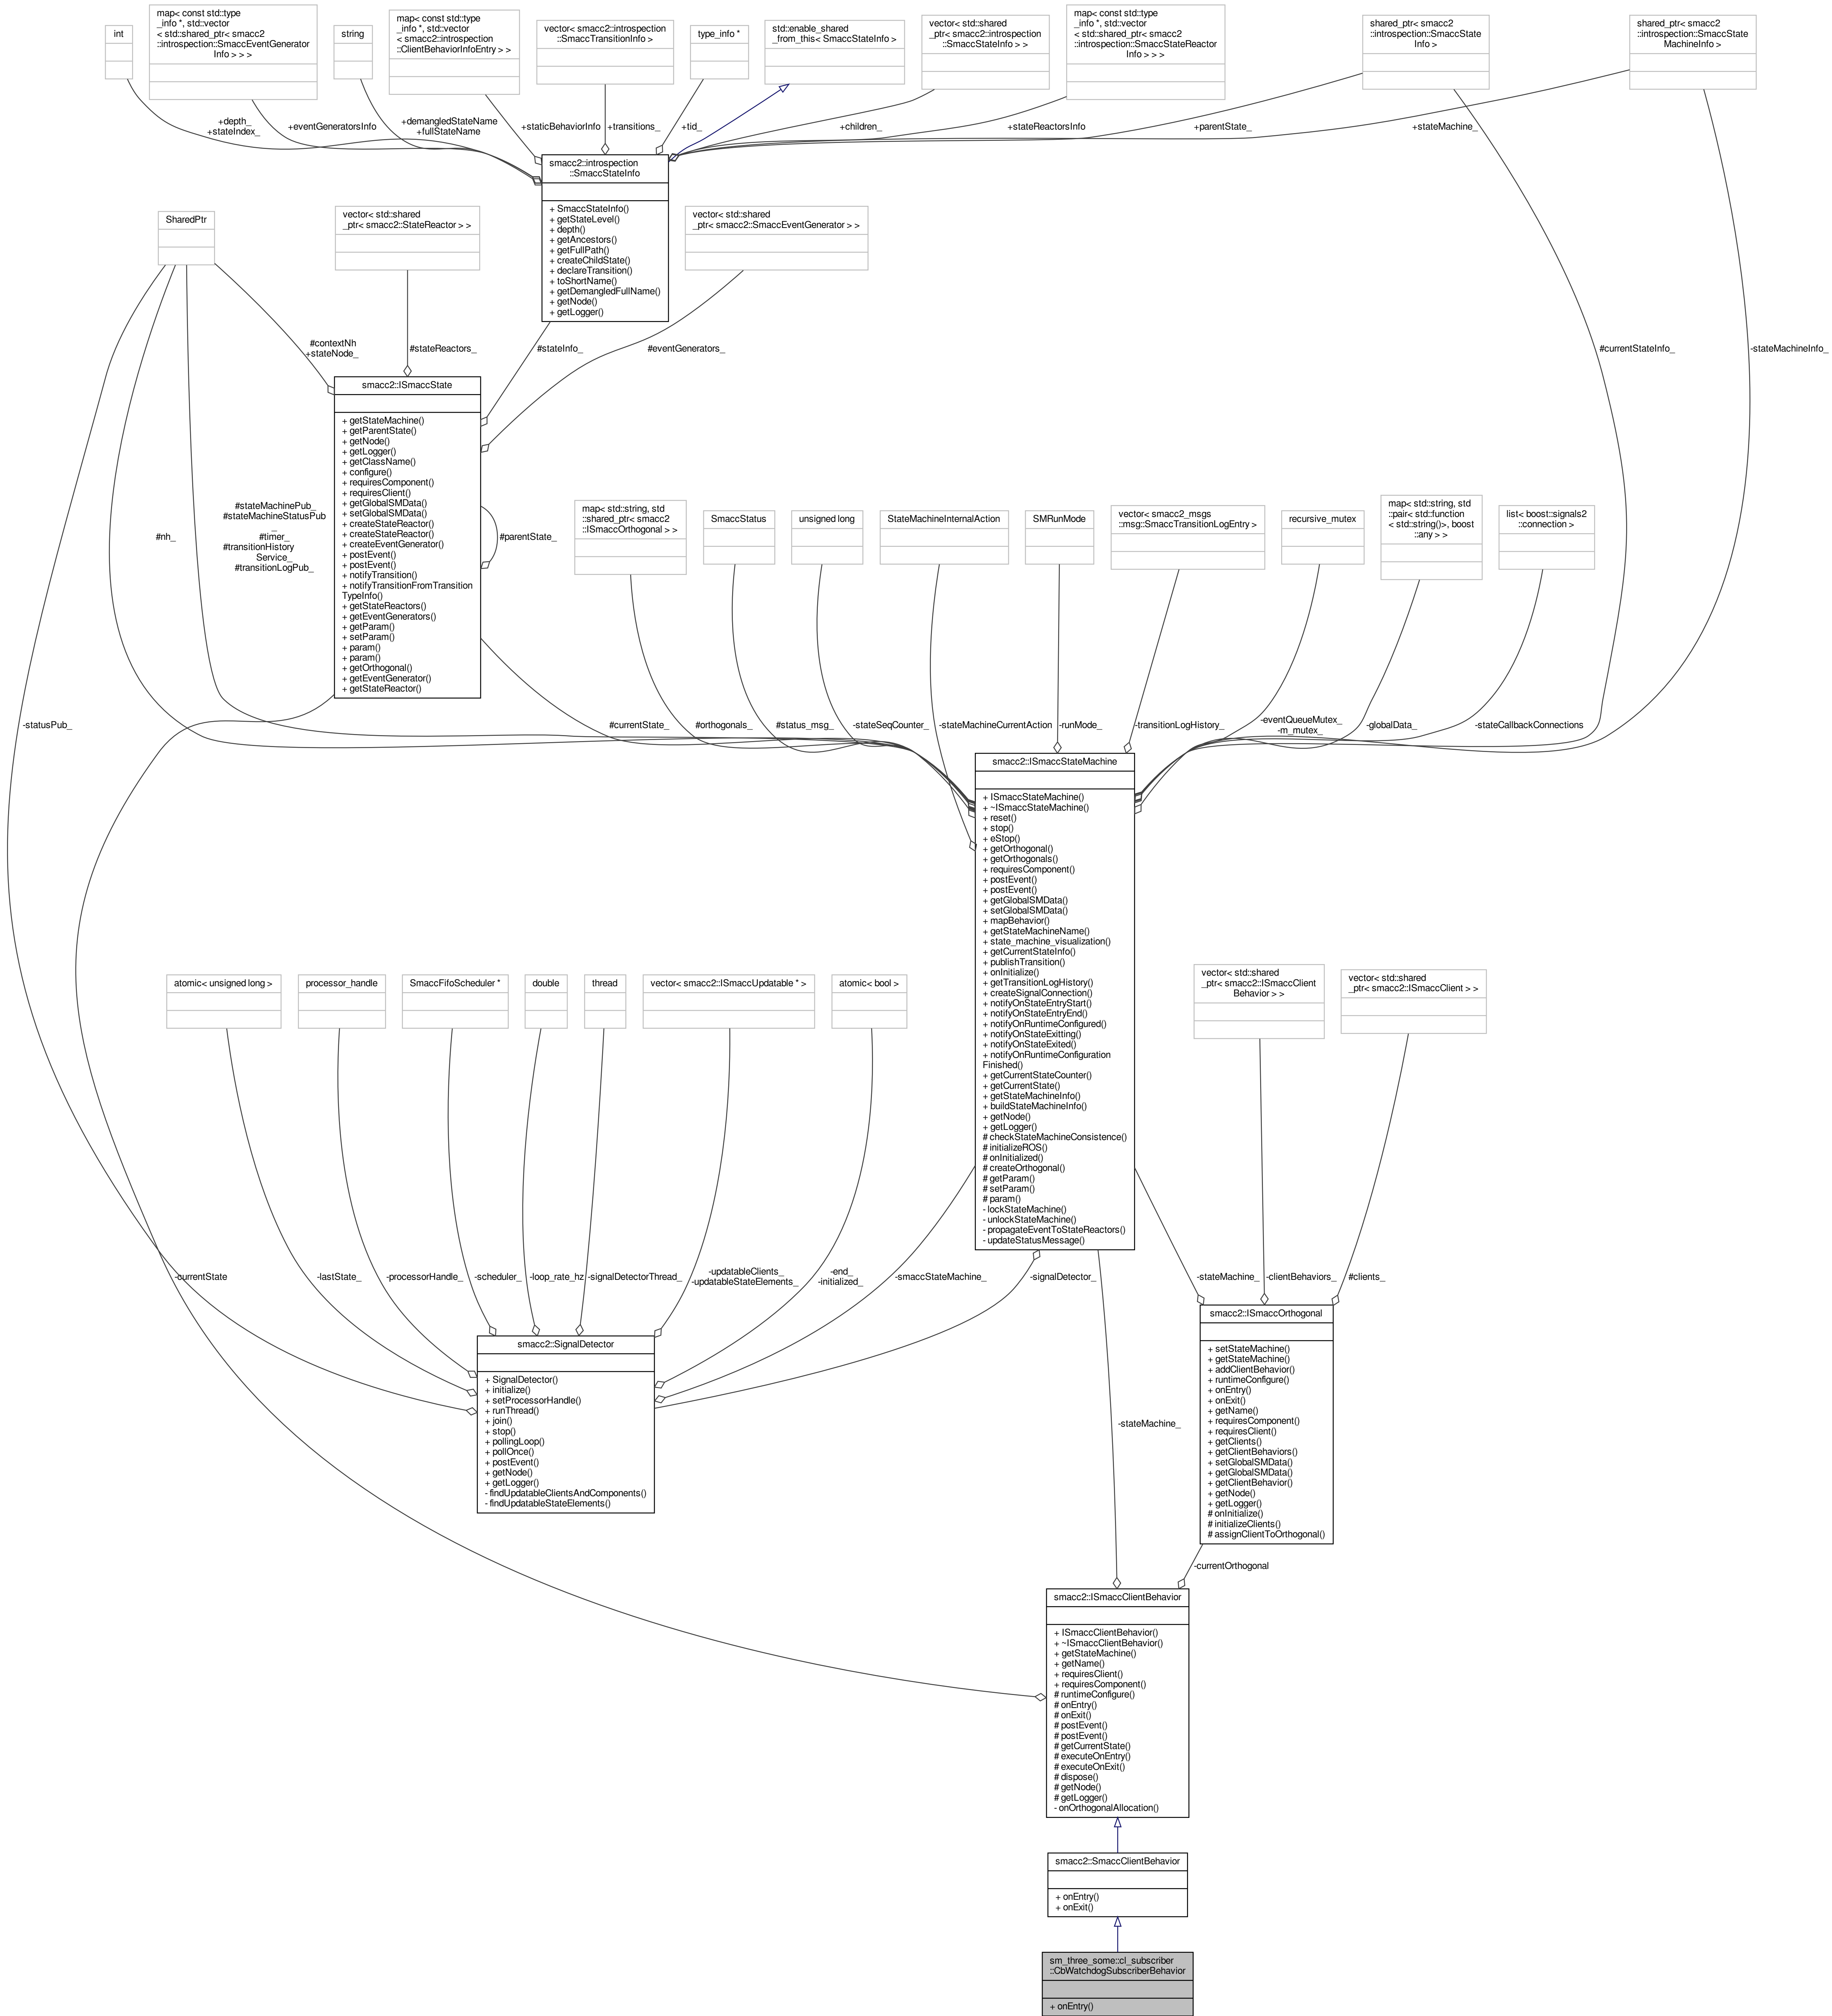 int
map< const std::type
_info *, std::vector
< std::shared_ptr< smacc2
::introspection::SmaccEventGenerator
Info > > >
string
map< const std::type
_info *, std::vector
< smacc2::introspection
::ClientBehaviorInfoEntry > >
vector< smacc2::introspection
::SmaccTransitionInfo >
type_info *
std::enable_shared
_from_this< SmaccStateInfo >
vector< std::shared
_ptr< smacc2::introspection
::SmaccStateInfo > >
map< const std::type
_info *, std::vector
< std::shared_ptr< smacc2
::introspection::SmaccStateReactor
Info > > >
shared_ptr< smacc2
::introspection::SmaccState
Info >
shared_ptr< smacc2
::introspection::SmaccState
MachineInfo >
+depth_
+stateIndex_
+eventGeneratorsInfo
+demangledStateName
+fullStateName
+staticBehaviorInfo
+transitions_
+tid_
+children_
+stateReactorsInfo
+parentState_
+stateMachine_
smacc2::introspection
::SmaccStateInfo
+ SmaccStateInfo()
+ getStateLevel()
+ depth()
+ getAncestors()
+ getFullPath()
+ createChildState()
+ declareTransition()
+ toShortName()
+ getDemangledFullName()
+ getNode()
+ getLogger()
SharedPtr
vector< std::shared
_ptr< smacc2::StateReactor > >
vector< std::shared
_ptr< smacc2::SmaccEventGenerator > >
#contextNh
+stateNode_
#stateReactors_
#stateInfo_
#eventGenerators_
#currentStateInfo_
-stateMachineInfo_
smacc2::ISmaccState
+ getStateMachine()
+ getParentState()
+ getNode()
+ getLogger()
+ getClassName()
+ configure()
+ requiresComponent()
+ requiresClient()
+ getGlobalSMData()
+ setGlobalSMData()
+ createStateReactor()
+ createStateReactor()
+ createEventGenerator()
+ postEvent()
+ postEvent()
+ notifyTransition()
+ notifyTransitionFromTransition
TypeInfo()
+ getStateReactors()
+ getEventGenerators()
+ getParam()
+ setParam()
+ param()
+ param()
+ getOrthogonal()
+ getEventGenerator()
+ getStateReactor()
#parentState_
#nh_
#stateMachinePub_
#stateMachineStatusPub
_
#timer_
#transitionHistory
Service_
#transitionLogPub_
map< std::string, std
::shared_ptr< smacc2
::ISmaccOrthogonal > >
SmaccStatus
unsigned long
StateMachineInternalAction
SMRunMode
vector< smacc2_msgs
::msg::SmaccTransitionLogEntry >
recursive_mutex
map< std::string, std
::pair< std::function
< std::string()>, boost
::any > >
list< boost::signals2
::connection >
-statusPub_
#currentState_
#orthogonals_
#status_msg_
-stateSeqCounter_
-stateMachineCurrentAction
-runMode_
-transitionLogHistory_
-eventQueueMutex_
-m_mutex_
-globalData_
-stateCallbackConnections
smacc2::ISmaccStateMachine
+ ISmaccStateMachine()
+ ~ISmaccStateMachine()
+ reset()
+ stop()
+ eStop()
+ getOrthogonal()
+ getOrthogonals()
+ requiresComponent()
+ postEvent()
+ postEvent()
+ getGlobalSMData()
+ setGlobalSMData()
+ mapBehavior()
+ getStateMachineName()
+ state_machine_visualization()
+ getCurrentStateInfo()
+ publishTransition()
+ onInitialize()
+ getTransitionLogHistory()
+ createSignalConnection()
+ notifyOnStateEntryStart()
+ notifyOnStateEntryEnd()
+ notifyOnRuntimeConfigured()
+ notifyOnStateExitting()
+ notifyOnStateExited()
+ notifyOnRuntimeConfiguration
Finished()
+ getCurrentStateCounter()
+ getCurrentState()
+ getStateMachineInfo()
+ buildStateMachineInfo()
+ getNode()
+ getLogger()
# checkStateMachineConsistence()
# initializeROS()
# onInitialized()
# createOrthogonal()
# getParam()
# setParam()
# param()
- lockStateMachine()
- unlockStateMachine()
- propagateEventToStateReactors()
- updateStatusMessage()
atomic< unsigned long >
processor_handle
SmaccFifoScheduler *
double
thread
vector< smacc2::ISmaccUpdatable * >
atomic< bool >
vector< std::shared
_ptr< smacc2::ISmaccClient
Behavior > >
vector< std::shared
_ptr< smacc2::ISmaccClient > >
-currentState
-lastState_
-processorHandle_
-scheduler_
-loop_rate_hz
-signalDetectorThread_
-updatableClients_
-updatableStateElements_
-end_
-initialized_
-smaccStateMachine_
-signalDetector_
-stateMachine_
-clientBehaviors_
#clients_
smacc2::SignalDetector
+ SignalDetector()
+ initialize()
+ setProcessorHandle()
+ runThread()
+ join()
+ stop()
+ pollingLoop()
+ pollOnce()
+ postEvent()
+ getNode()
+ getLogger()
- findUpdatableClientsAndComponents()
- findUpdatableStateElements()
smacc2::ISmaccOrthogonal
+ setStateMachine()
+ getStateMachine()
+ addClientBehavior()
+ runtimeConfigure()
+ onEntry()
+ onExit()
+ getName()
+ requiresComponent()
+ requiresClient()
+ getClients()
+ getClientBehaviors()
+ setGlobalSMData()
+ getGlobalSMData()
+ getClientBehavior()
+ getNode()
+ getLogger()
# onInitialize()
# initializeClients()
# assignClientToOrthogonal()
-stateMachine_
-currentOrthogonal
smacc2::ISmaccClientBehavior
+ ISmaccClientBehavior()
+ ~ISmaccClientBehavior()
+ getStateMachine()
+ getName()
+ requiresClient()
+ requiresComponent()
# runtimeConfigure()
# onEntry()
# onExit()
# postEvent()
# postEvent()
# getCurrentState()
# executeOnEntry()
# executeOnExit()
# dispose()
# getNode()
# getLogger()
- onOrthogonalAllocation()
smacc2::SmaccClientBehavior
+ onEntry()
+ onExit()
sm_three_some::cl_subscriber
::CbWatchdogSubscriberBehavior
+ onEntry()